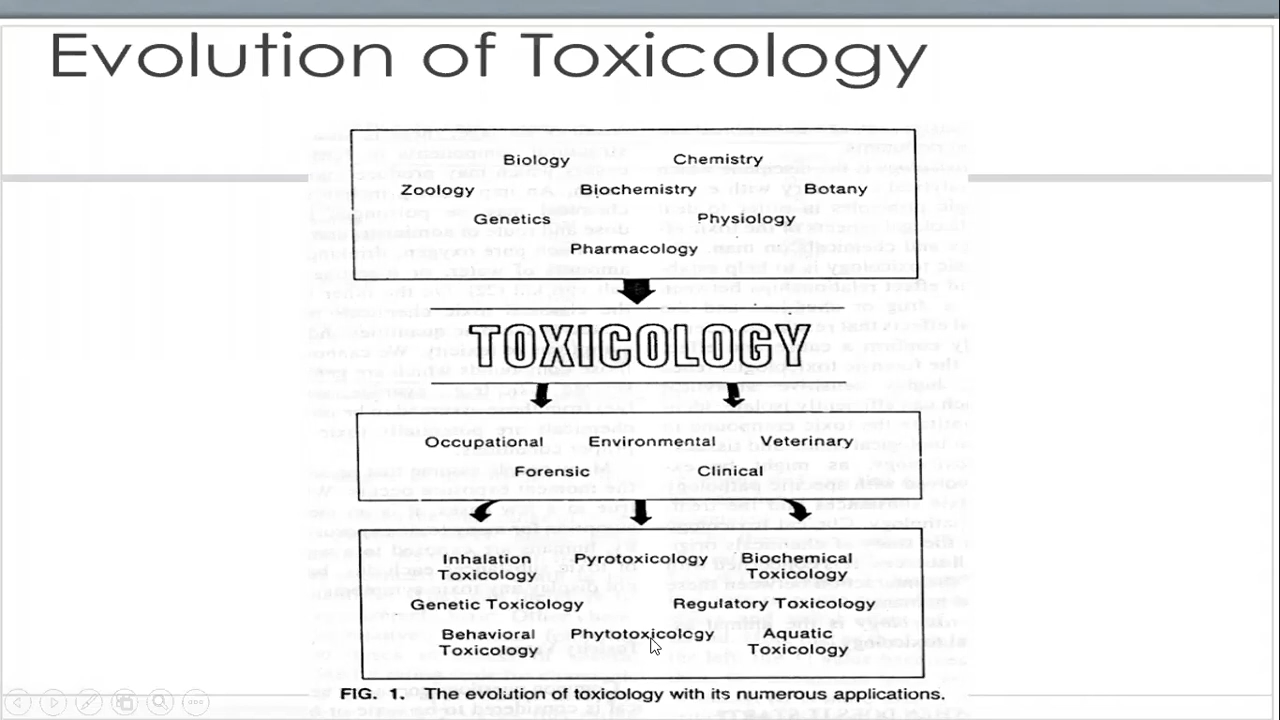 Evolution of Toxicology
Biology Chemistry
Zoology Biochemistry Botany
Genetics Physiology
Pharmacology
TOXICOLOGY
Occupational Environmental Veterinary
Forensic Clinical
Inhalation Toxicology Pyrotoxicology Biochemical Toxicology
Genetic Toxicology Regulatory Toxicology
Behavioral Toxicology Phytotoxicology Aquatic Toxicology
FIG. 1. The evolution of toxicology with its numerous applications.